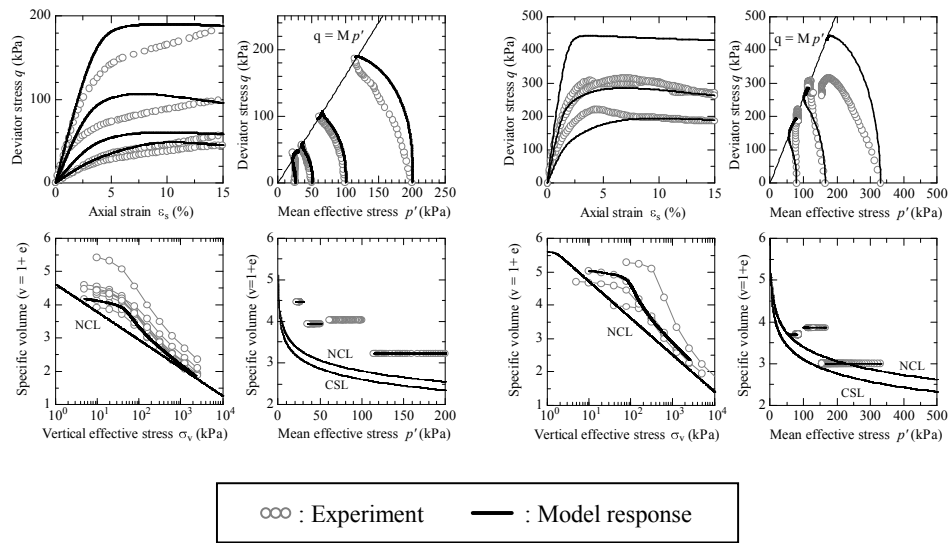 Deviator stress q (kPa)
200
100
0
0 5 10 15
Axial strain εs (%)
Deviator stress q (kPa)
q = M p′
200
100
0
0 50 100 150 200 250
Mean effective stress p′ (kPa)
Deviator stress q (kPa)
500
400
300
200
100
0
0 5 10 15
Axial strain εs (%)
Deviator stress q (kPa)
q = M p′
500
400
300
200
100
0
0 100 200 300 400 500
Mean effective stress p′ (kPa)
Specific volume (v = 1+ e)
6
5
4
3
2
1
NCL
10⁰ 10¹ 10² 10³ 10⁴
Vertical effective stress σv (kPa)
Specific volume (v=1+e)
6
5
4
3
2
1
NCL
CSL
0 50 100 150 200
Mean effective stress p′ (kPa)
Specific volume (v = 1+ e)
6
5
4
3
2
1
NCL
10⁰ 10¹ 10² 10³ 10⁴
Vertical effective stress σv (kPa)
Specific volume (v=1+e)
6
5
4
3
2
NCL
CSL
0 100 200 300 400 500
Mean effective stress p′ (kPa)
: Experiment
: Model response